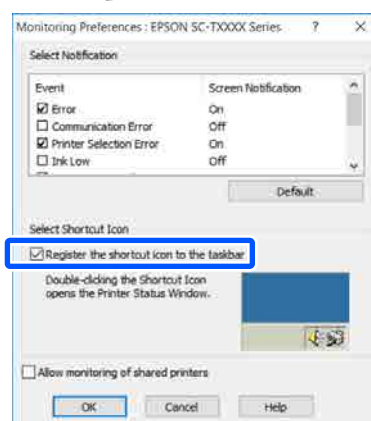 Monitoring Preferences : EPSON SC-TXXXX Series ? ×
Select Notification
Event Screen Notification
Error On
Communication Error Off
Printer Selection Error On
Ink Low Off
Default
Select Shortcut Icon
Register the shortcut icon to the taskbar
Double-clicking the Shortcut Icon
opens the Printer Status Window.
Allow monitoring of shared printers
OK Cancel Help